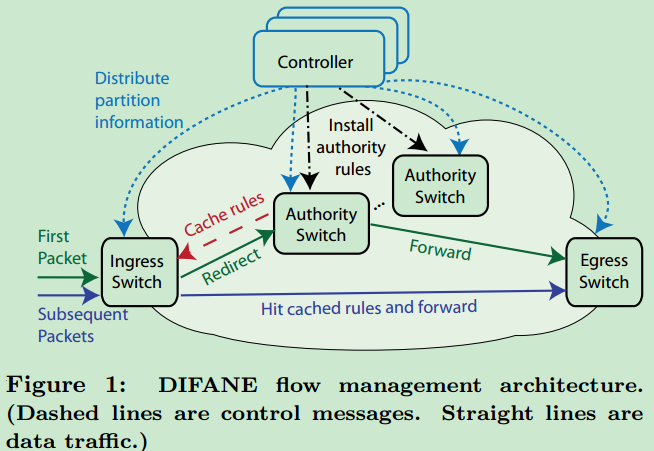 Controller
Distribute
partition
information
Install
authority
rules
Authority
Switch
Cache rules
Authority
Switch
...
First
Packet
Ingress
Switch
Redirect
Forward
Egress
Switch
Subsequent
Packets
Hit cached rules and forward
Figure 1: DIFANE flow management architecture.
(Dashed lines are control messages. Straight lines are
data traffic.)